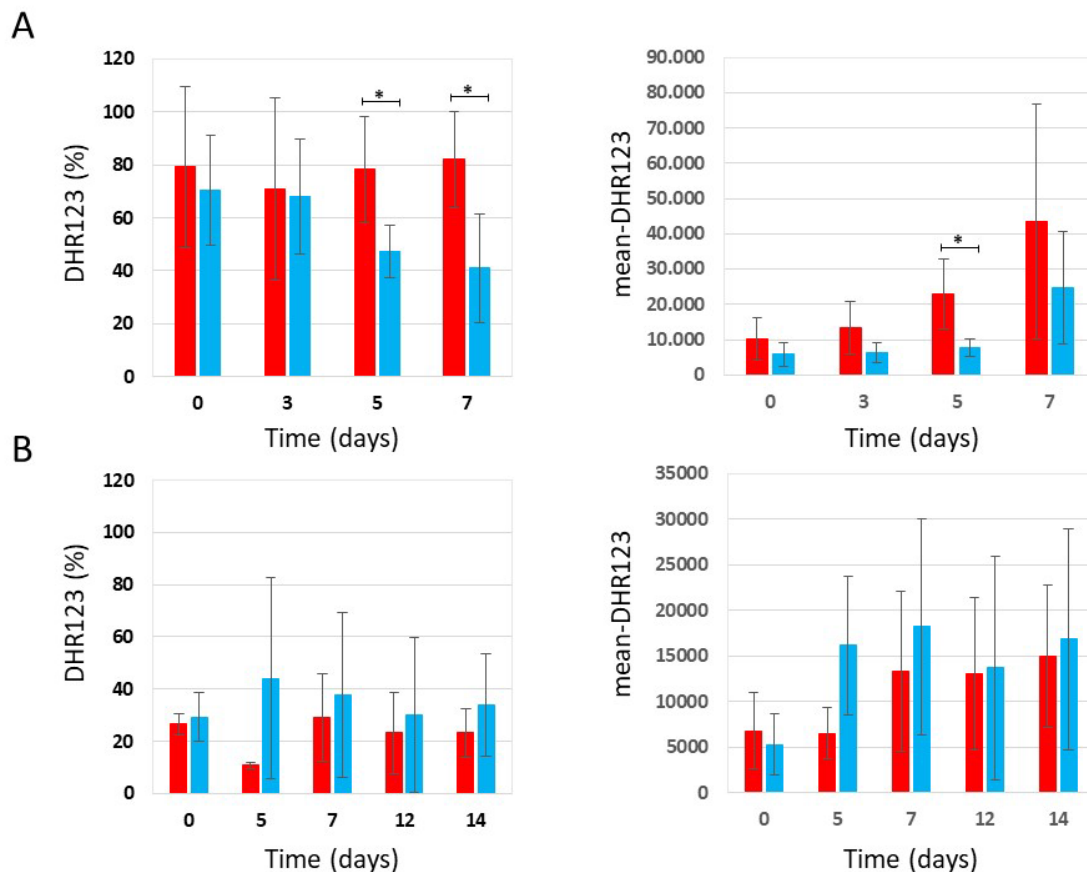 A
120
100
80
60
40
20
0
DHR123 (%)
* *
0 3 5 7
Time (days)
90.000
80.000
70.000
60.000
50.000
40.000
30.000
20.000
10.000
0
mean-DHR123
*
0 3 5 7
Time (days)
B
120
100
80
60
40
20
0
DHR123 (%)
0 5 7 12 14
Time (days)
35000
30000
25000
20000
15000
10000
5000
0
mean-DHR123
0 5 7 12 14
Time (days)